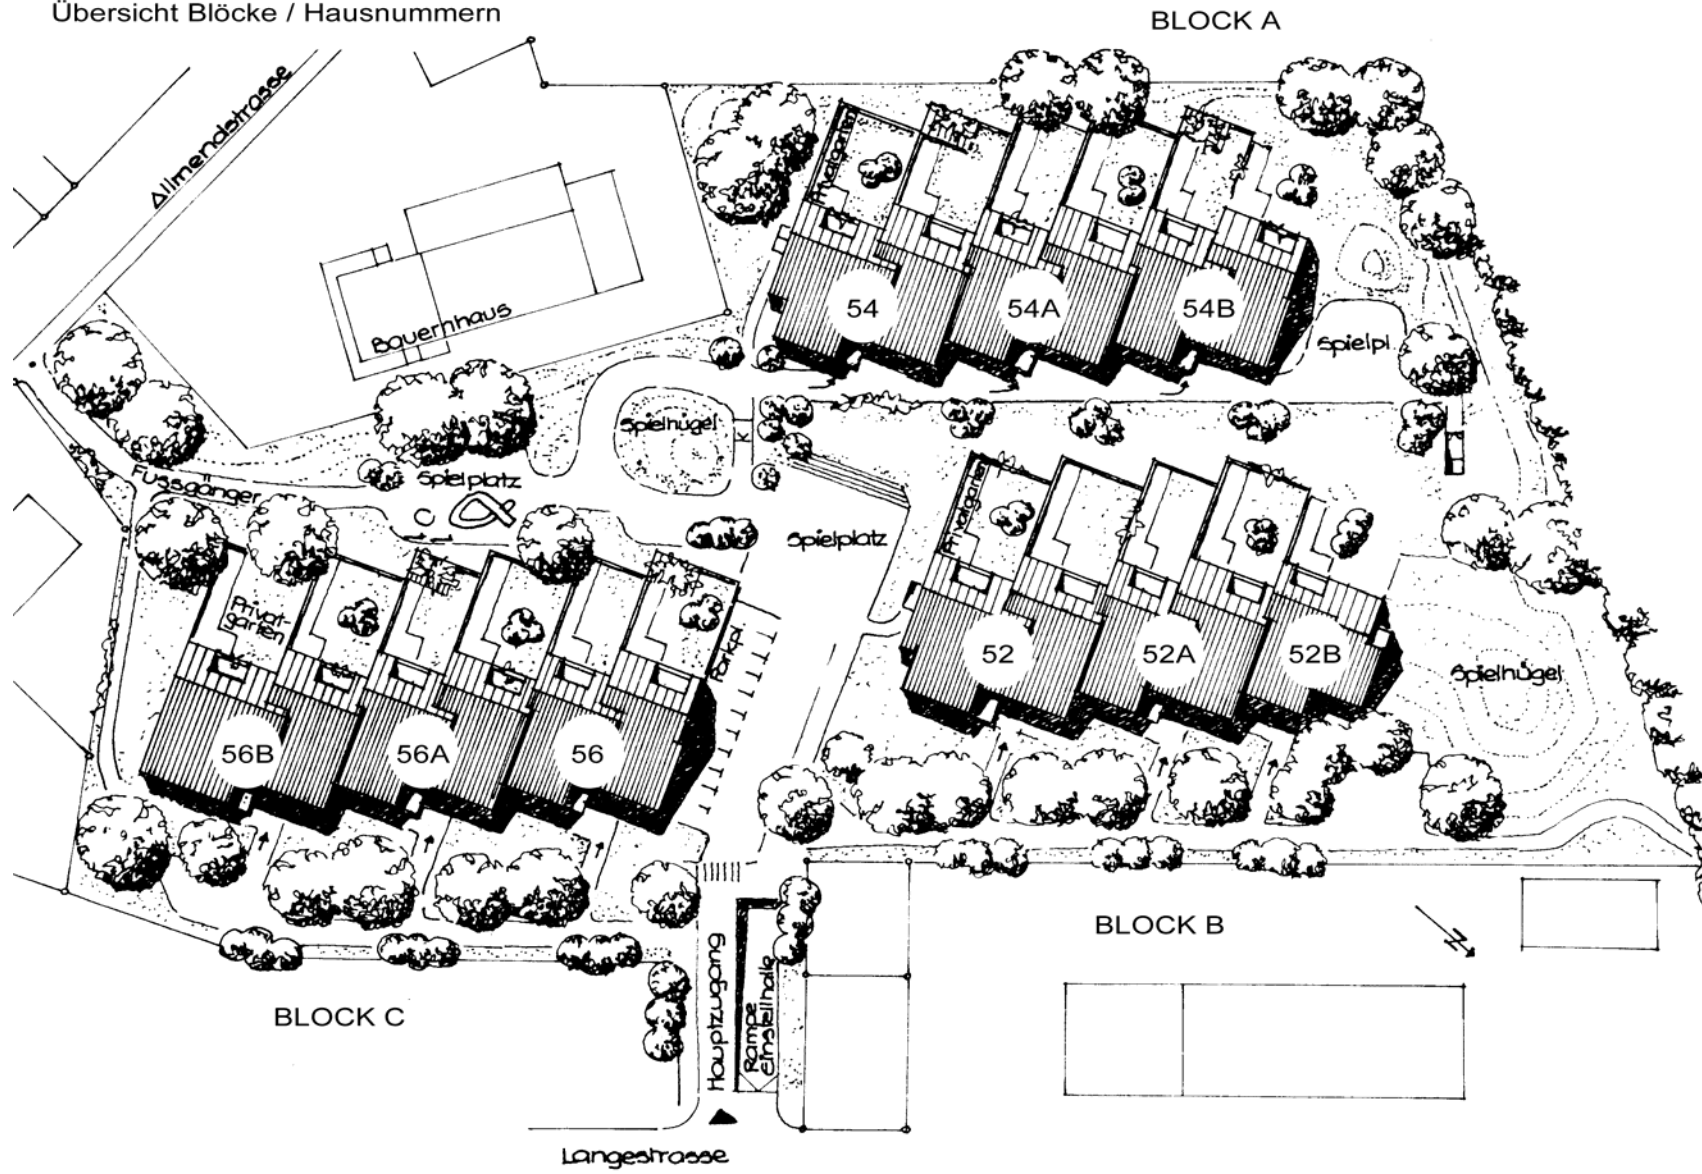 Übersicht Blöcke / Hausnummern
BLOCK A
Allmendstrasse
Privatgarten
Bauernhaus
54
54A
54B
Spielpl.
Spielhügel
K
Fussgänger
Spielplatz
Spielplatz
Privatgarten
Privat-
garten
Parkpl.
52
52A
52B
Spielhügel
56B
56A
56
BLOCK B
N
BLOCK C
Hauptzugang
Rampe
Einstellhalle
Langestrasse